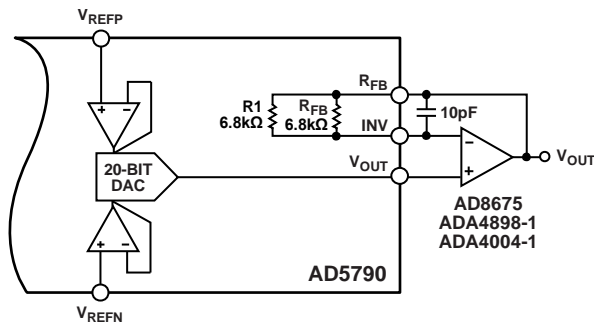 VREFP
RFB
R1
6.8kΩ
RFB
6.8kΩ
10pF
INV
20-BIT
DAC
VOUT
VOUT
AD8675
ADA4898-1
ADA4004-1
AD5790
VREFN